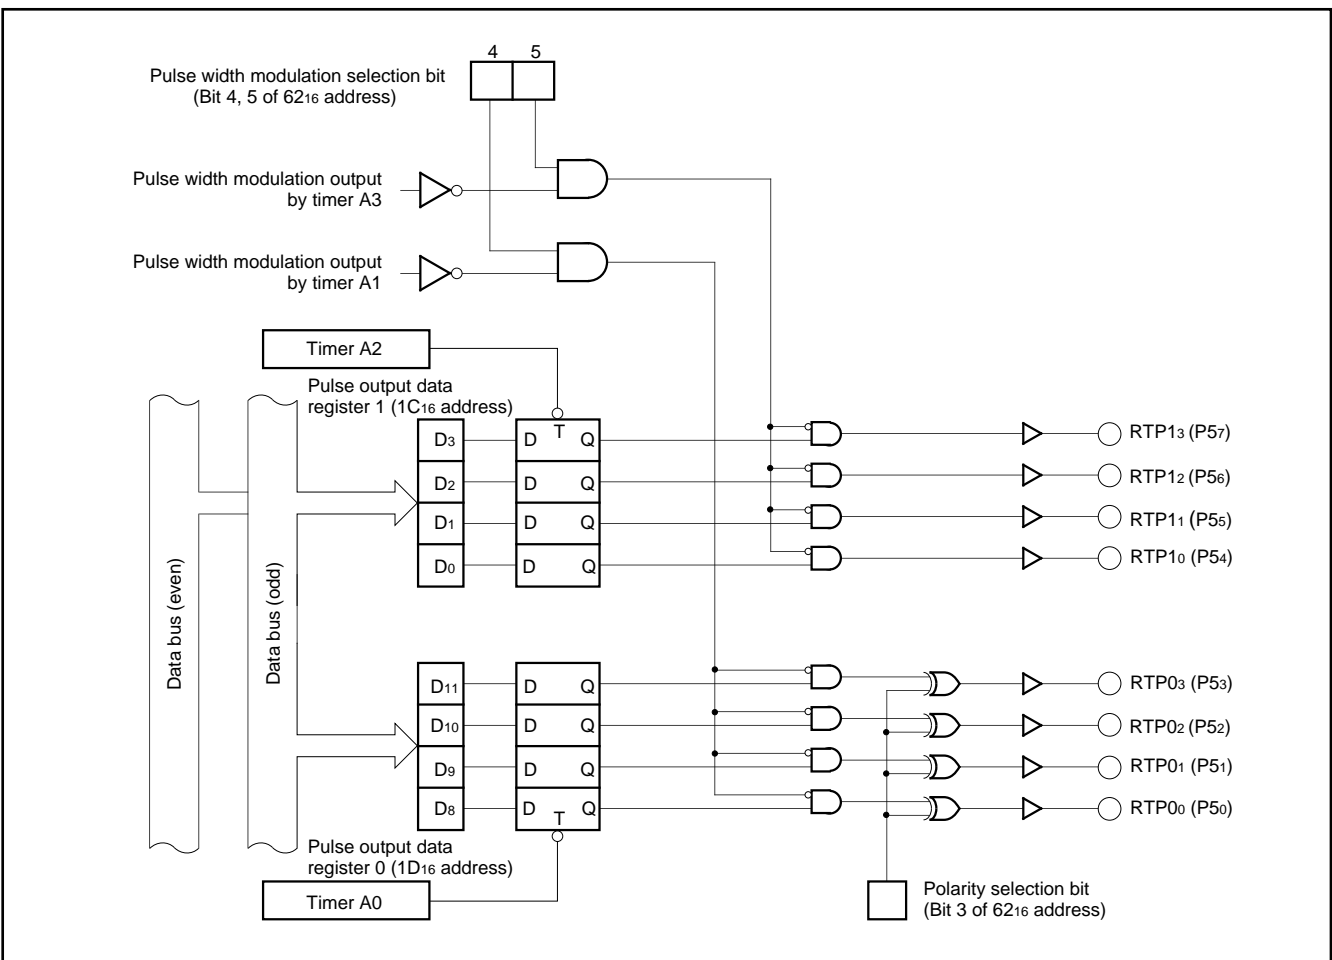 4 5
Pulse width modulation selection bit
(Bit 4, 5 of 6216 address)
Pulse width modulation output
by timer A3
Pulse width modulation output
by timer A1
Timer A2
Pulse output data
register 1 (1C16 address)
T
D3 D Q RTP13 (P57)
D2 D Q RTP12 (P56)
D1 D Q RTP11 (P55)
D0 D Q RTP10 (P54)
Data bus (even)
Data bus (odd)
D11 D Q RTP03 (P53)
D10 D Q RTP02 (P52)
D9 D Q RTP01 (P51)
D8 D Q RTP00 (P50)
T
Pulse output data
register 0 (1D16 address)
Timer A0
Polarity selection bit
(Bit 3 of 6216 address)